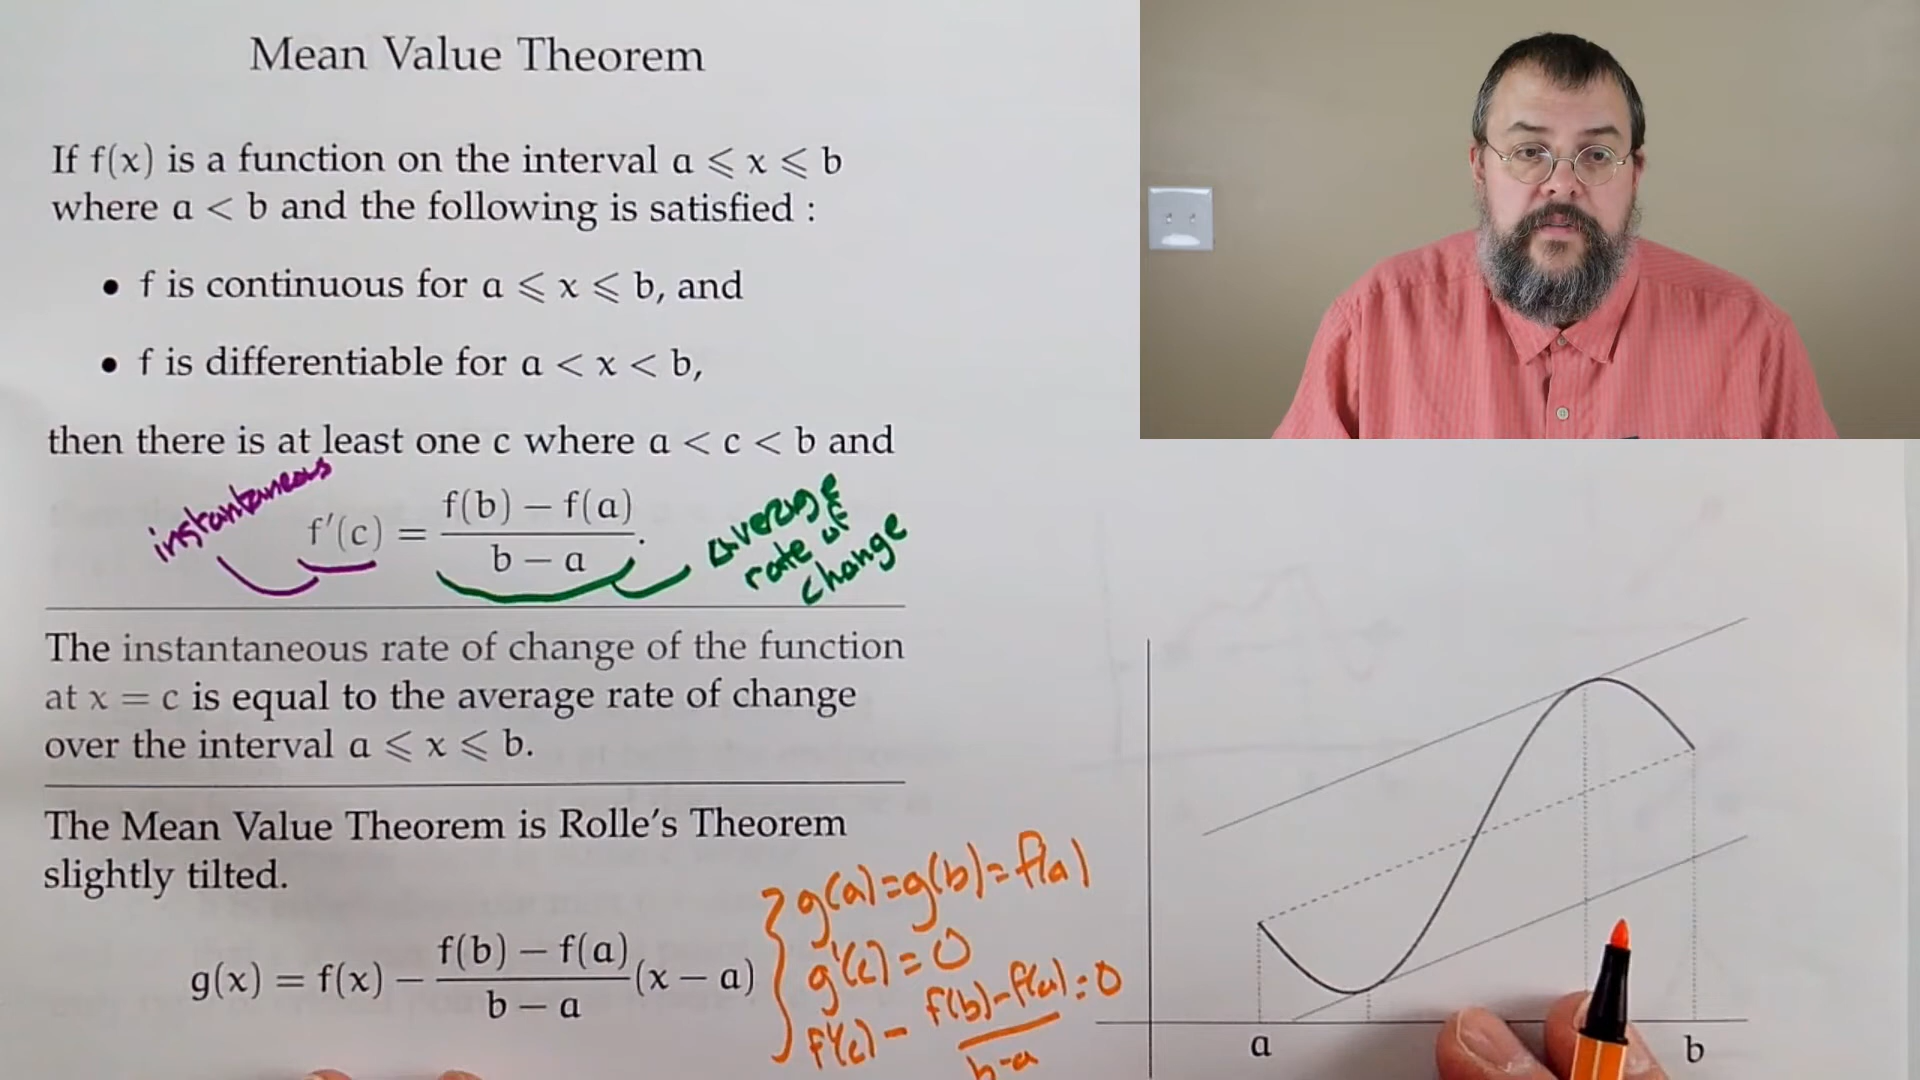 Mean Value Theorem
If f(x) is a function on the interval a ⩽ x ⩽ b
where a < b and the following is satisfied :
• f is continuous for a ⩽ x ⩽ b, and
• f is differentiable for a < x < b,
then there is at least one c where a < c < b and
instantaneous
f′(c) = \frac{f(b) − f(a)}{b − a}.
average
rate of
change
The instantaneous rate of change of the function
at x = c is equal to the average rate of change
over the interval a ⩽ x ⩽ b.
The Mean Value Theorem is Rolle's Theorem
slightly tilted.
g(x) = f(x) − \frac{f(b) − f(a)}{b − a}(x − a)
g(a)=g(b)=f(a)
g'(c)=0
f'(c) − \frac{f(b)−f(a)}{b−a}=0
a
b